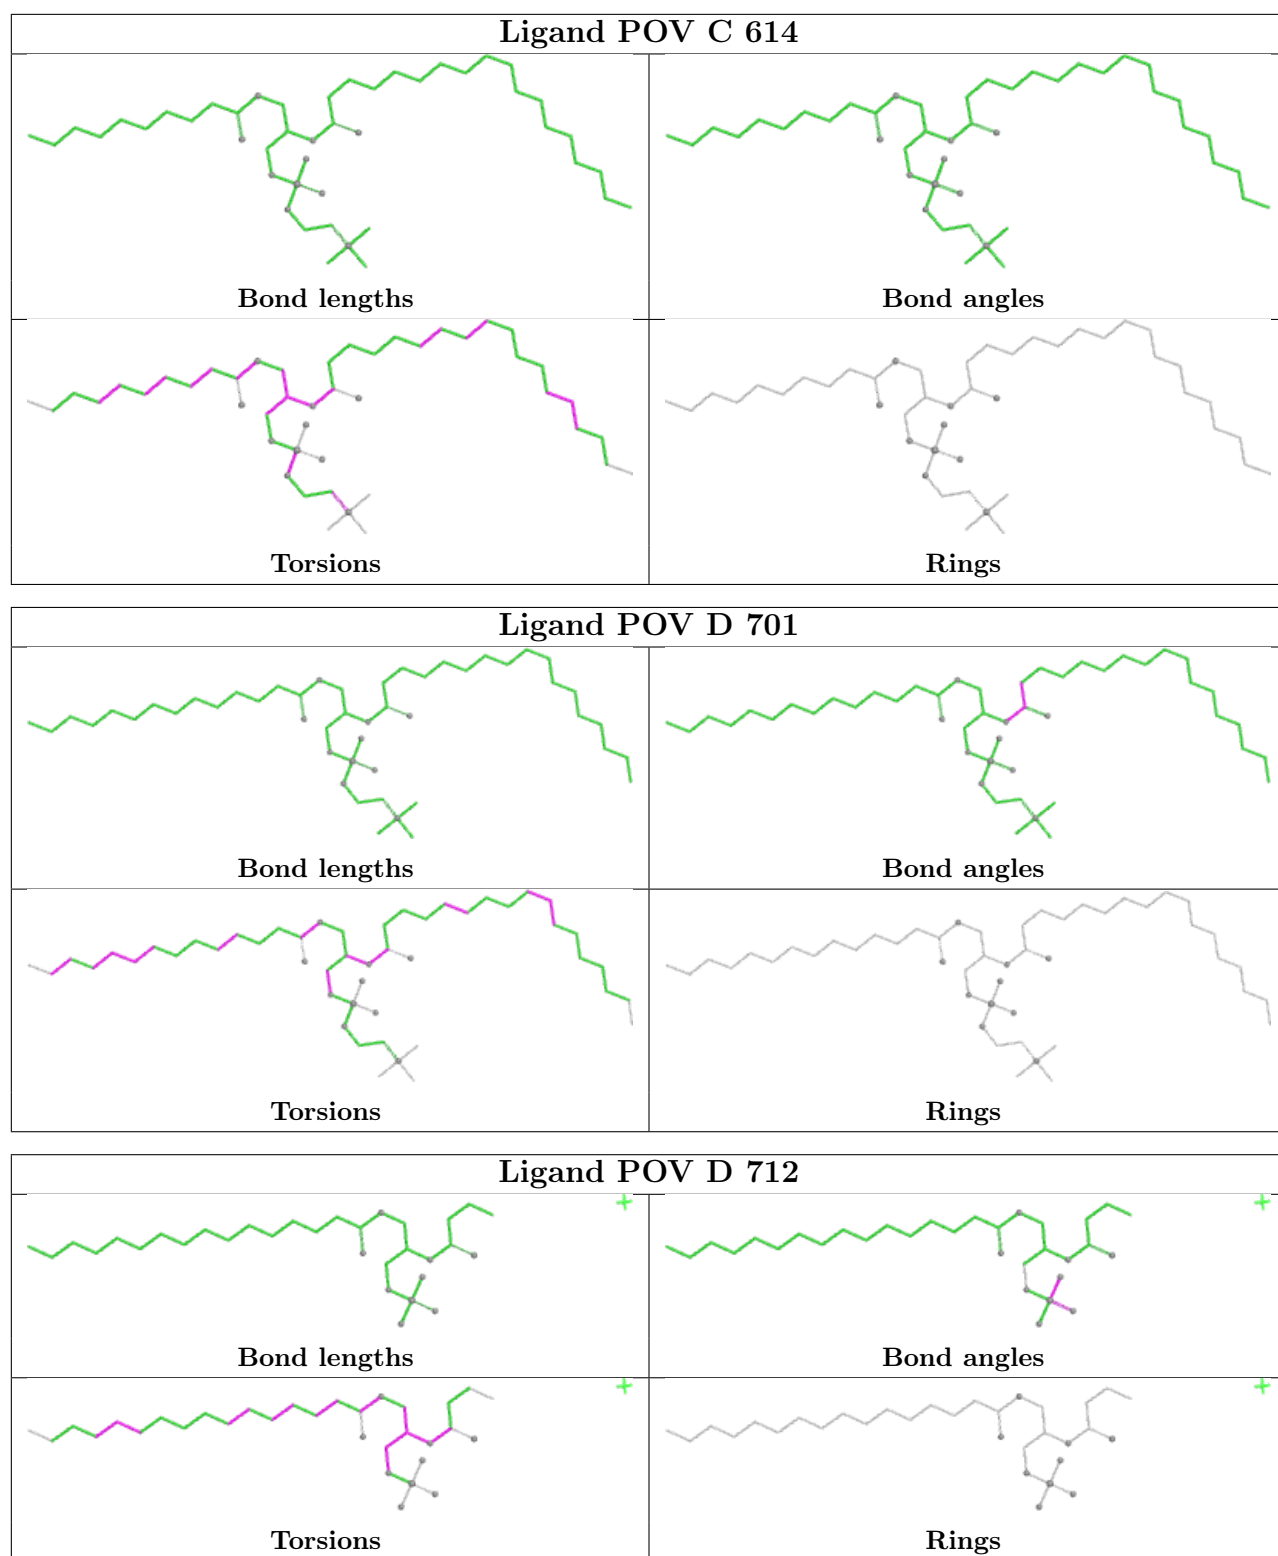 Ligand POV C 614
Bond lengths
Bond angles
Torsions
Rings
Ligand POV D 701
Bond lengths
Bond angles
Torsions
Rings
Ligand POV D 712
Bond lengths
Bond angles
Torsions
Rings